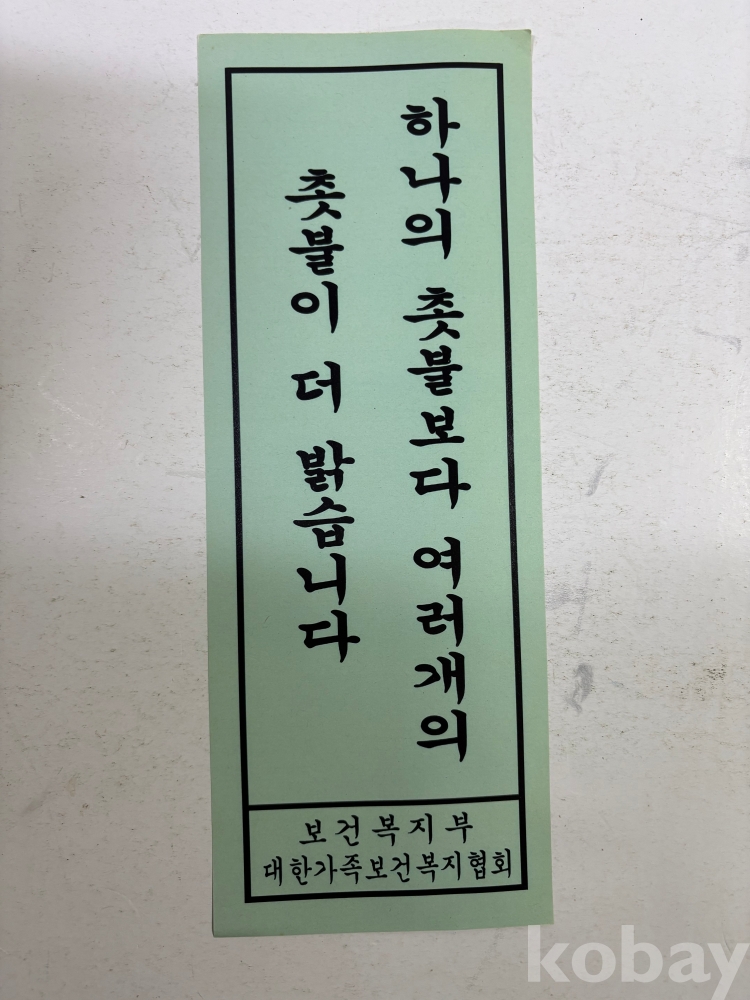 하나의 촛불보다 여러개의
촛불이 더 밝습니다
보건복지부
대한가족보건복지협회
kobay